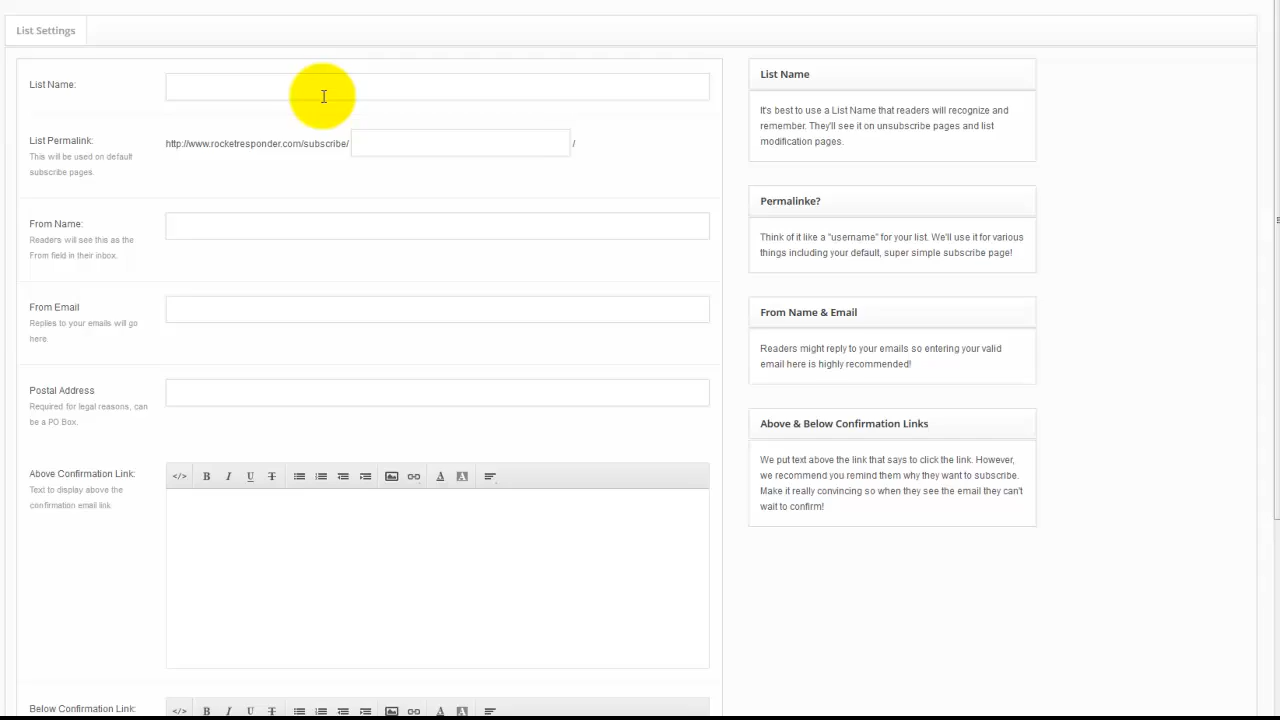 List Settings
List Name:
List Permalink:
This will be used on default
subscribe pages.
http://www.rocketresponder.com/subscribe/ /
From Name:
Readers will see this as the
From field in their inbox.
From Email
Replies to your emails will go
here.
Postal Address
Required for legal reasons, can
be a PO Box.
Above Confirmation Link:
Text to display above the
confirmation email link
Below Confirmation Link:
List Name
It's best to use a List Name that readers will recognize and
remember. They'll see it on unsubscribe pages and list
modification pages.
Permalinke?
Think of it like a "username" for your list. We'll use it for various
things including your default, super simple subscribe page!
From Name & Email
Readers might reply to your emails so entering your valid
email here is highly recommended!
Above & Below Confirmation Links
We put text above the link that says to click the link. However,
we recommend you remind them why they want to subscribe.
Make it really convincing so when they see the email they can't
wait to confirm!